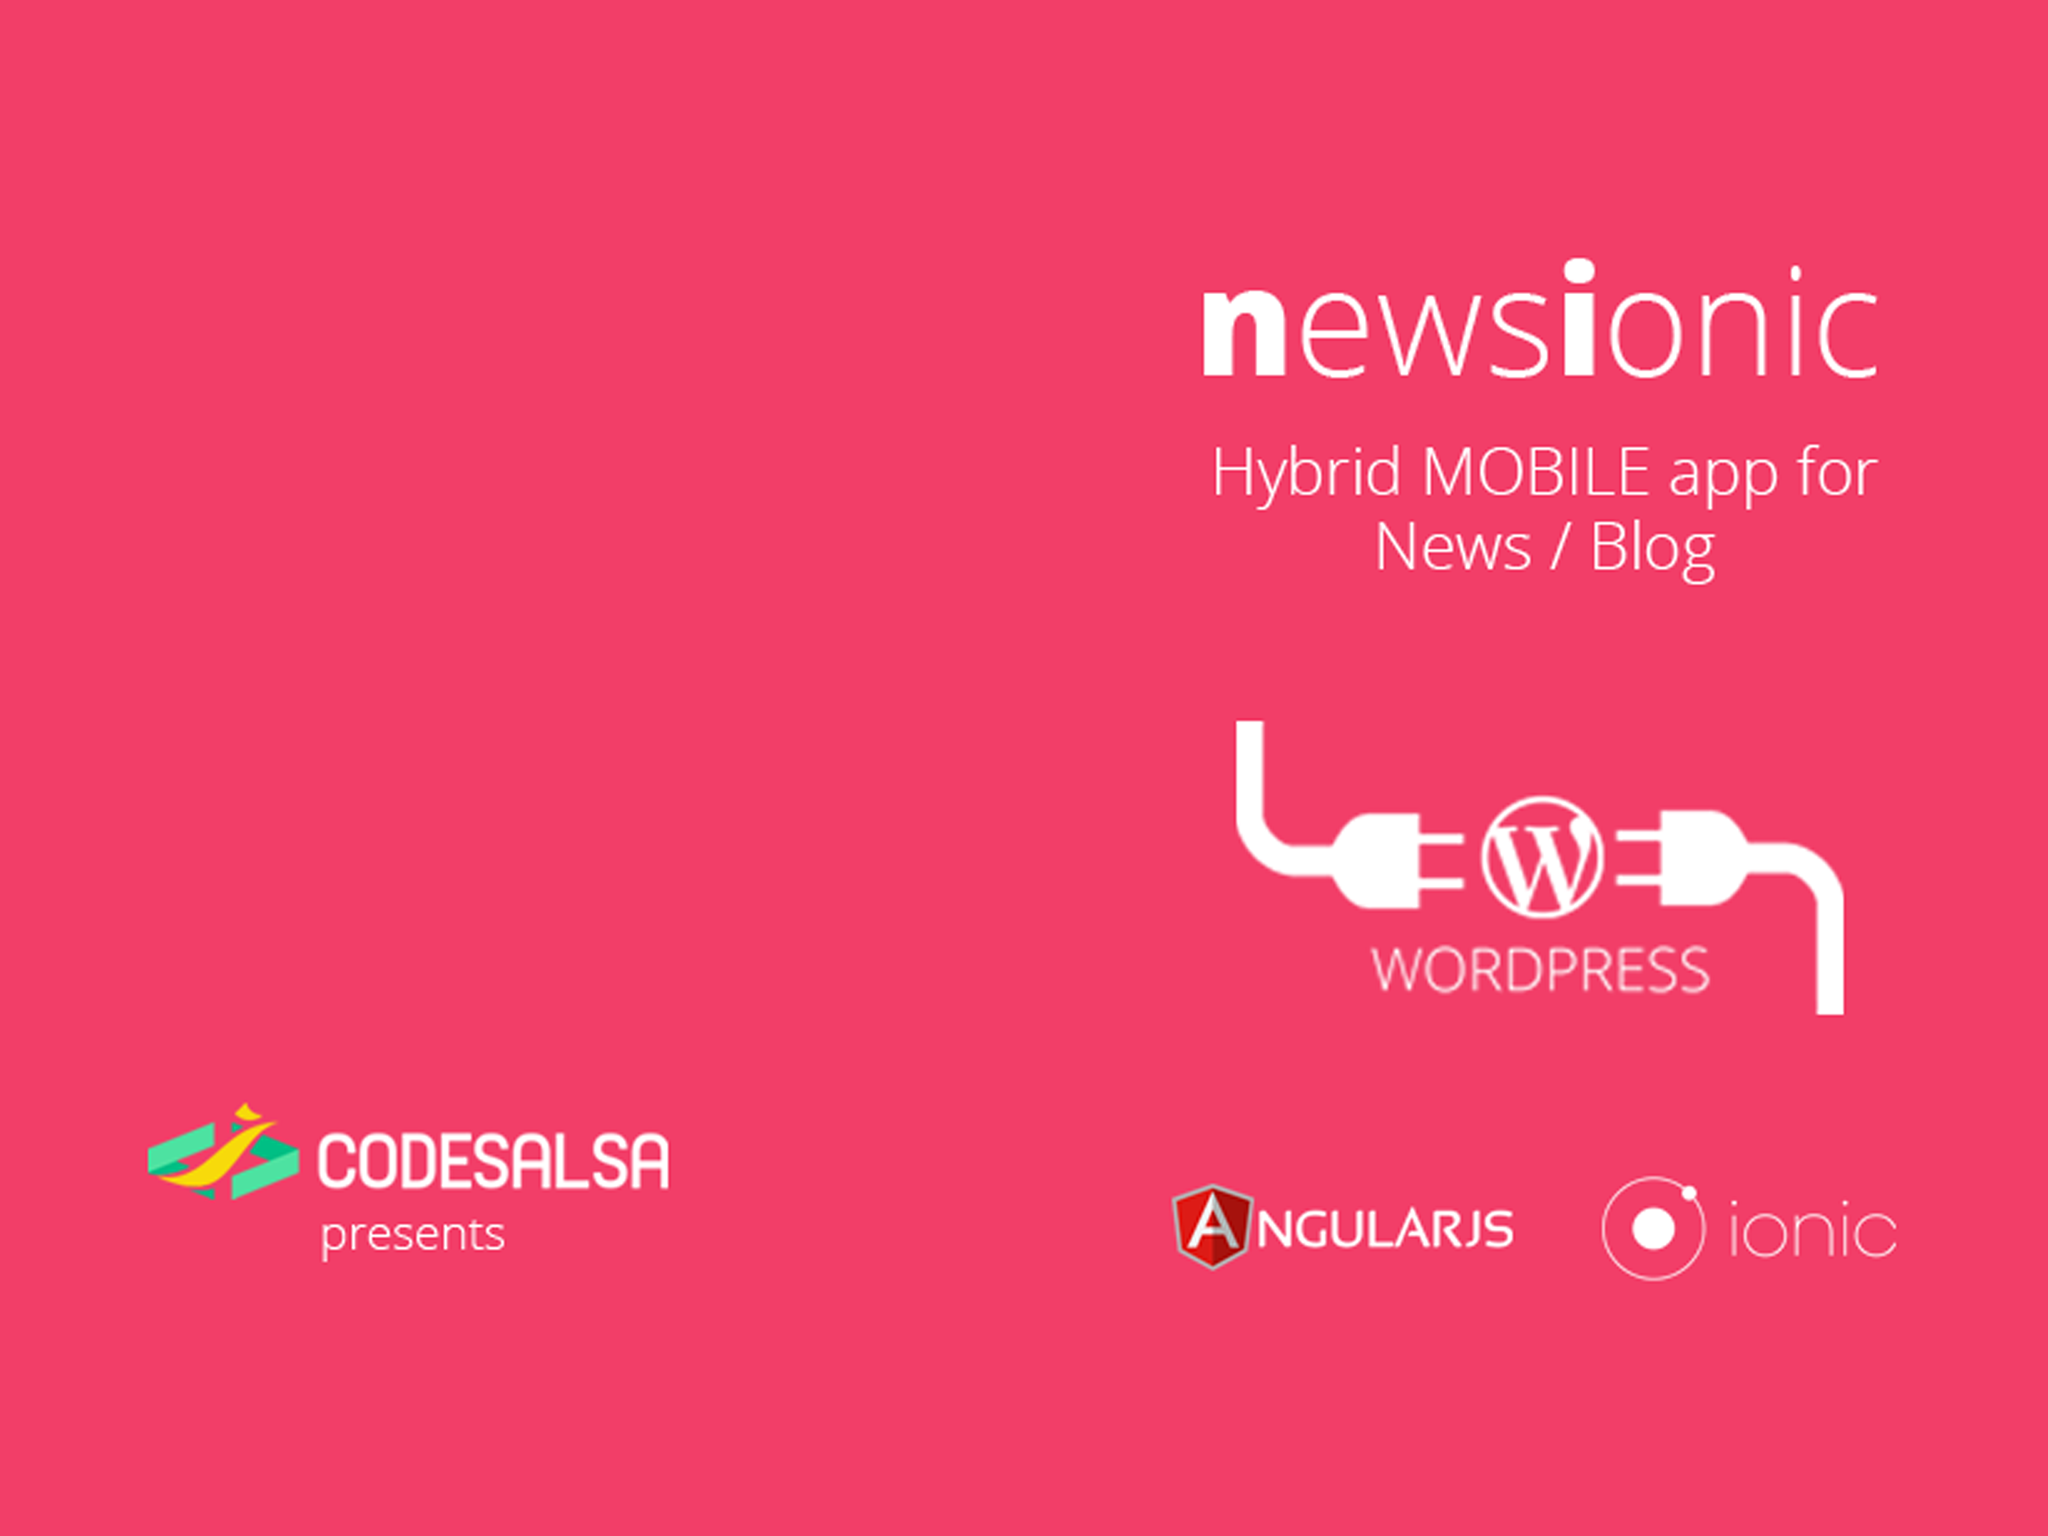 newsionic
Hybrid MOBILE app for
News / Blog
WORDPRESS
CODESALSA
presents
ANGULARJS
ionic